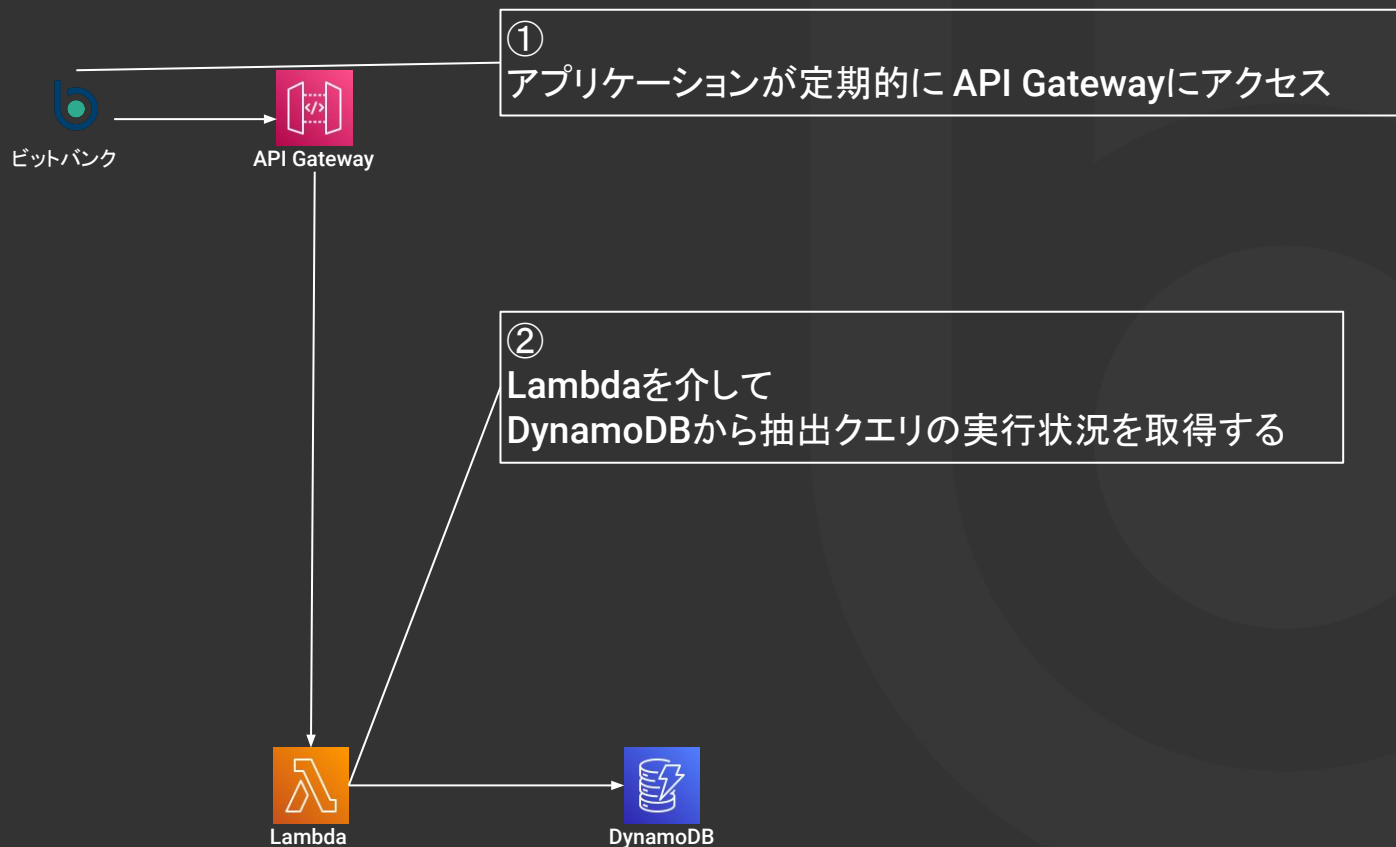 ①
アプリケーションが定期的に API Gatewayにアクセス
ビットバンク
API Gateway
②
Lambdaを介して
DynamoDBから抽出クエリの実行状況を取得する
Lambda
DynamoDB